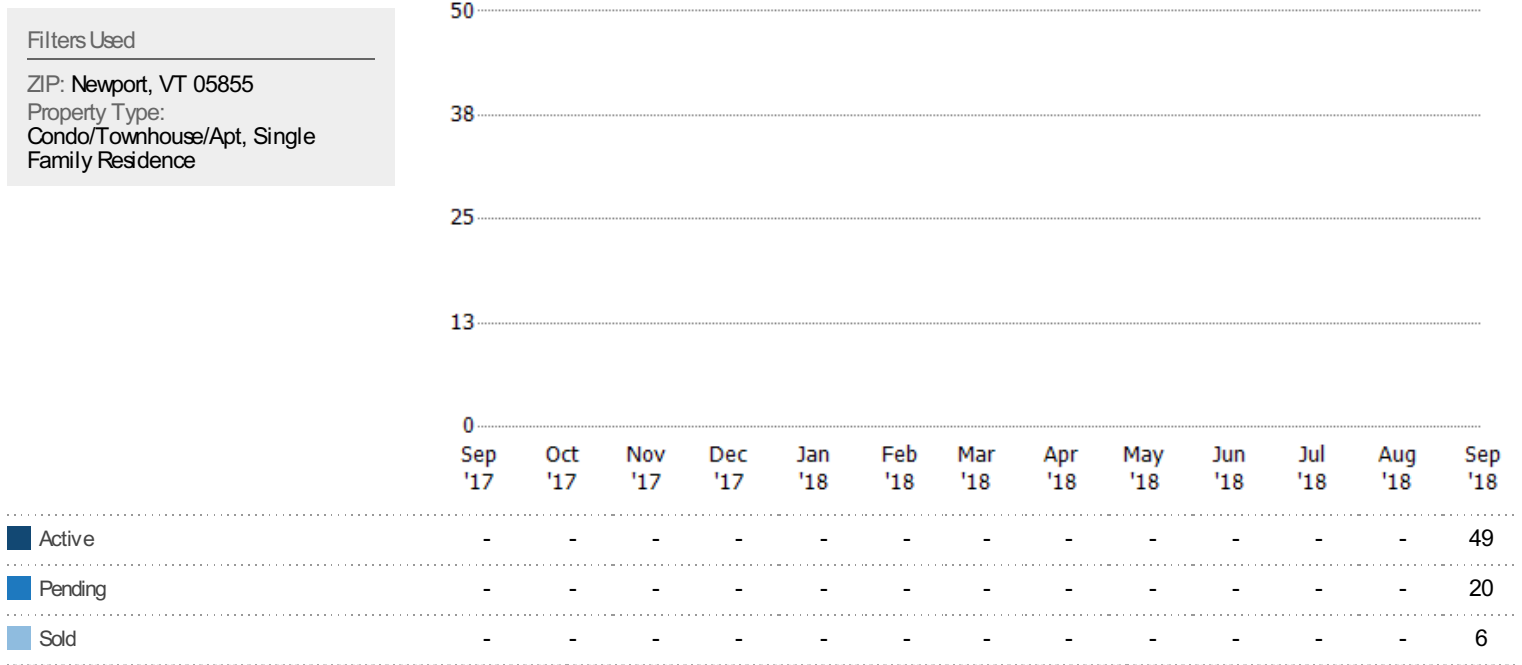 Filters Used
ZIP: Newport, VT 05855
Property Type:
Condo/Townhouse/Apt, Single
Family Residence
50
38
25
13
0
Sep Oct Nov Dec Jan Feb Mar Apr May Jun Jul Aug Sep
'17 '17 '17 '17 '18 '18 '18 '18 '18 '18 '18 '18 '18
Active - - - - - - - - - - - - 49
Pending - - - - - - - - - - - - 20
Sold - - - - - - - - - - - - 6